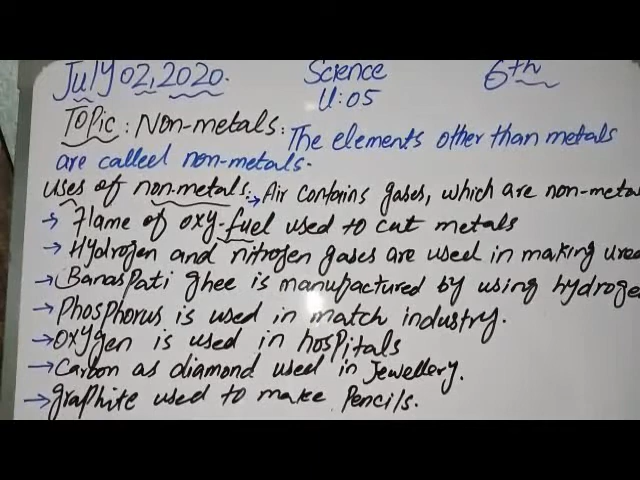 July 02, 2020. Science 6th
U:05
Topic: Non-metals: The elements other than metals
are called non-metals.
Uses of non-metals: → Air contains gases, which are non-meta
→ Flame of oxy-fuel used to cut metals
→ Hydrogen and nitrogen gases are used in making urea
→ Banaspati ghee is manufactured by using hydroge
→ Phosphorus is used in match industry.
→ Oxygen is used in hospitals
→ Carbon as diamond used in Jewellery.
→ graphite used to make Pencils.